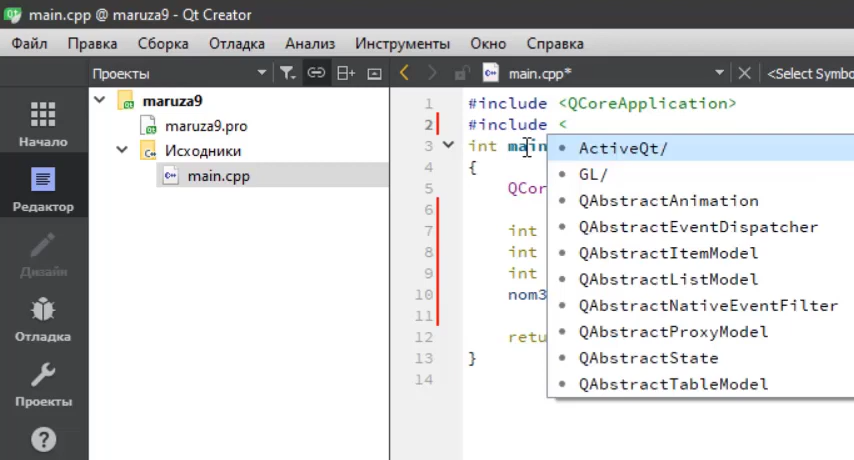 main.cpp @ maruza9 - Qt Creator
Файл Правка Сборка Отладка Анализ Инструменты Окно Справка
Проекты
main.cpp*
<Select Symbo
Начало
Редактор
Дизайн
Отладка
Проекты
maruza9
maruza9.pro
Исходники
main.cpp
1 #include <QCoreApplication>
2 #include <
3 int main
4 {
5 QCor
6
7 int
8 int
9 int
10 nom3
11
12 retu
13 }
14
ActiveQt/
GL/
QAbstractAnimation
QAbstractEventDispatcher
QAbstractItemModel
QAbstractListModel
QAbstractNativeEventFilter
QAbstractProxyModel
QAbstractState
QAbstractTableModel